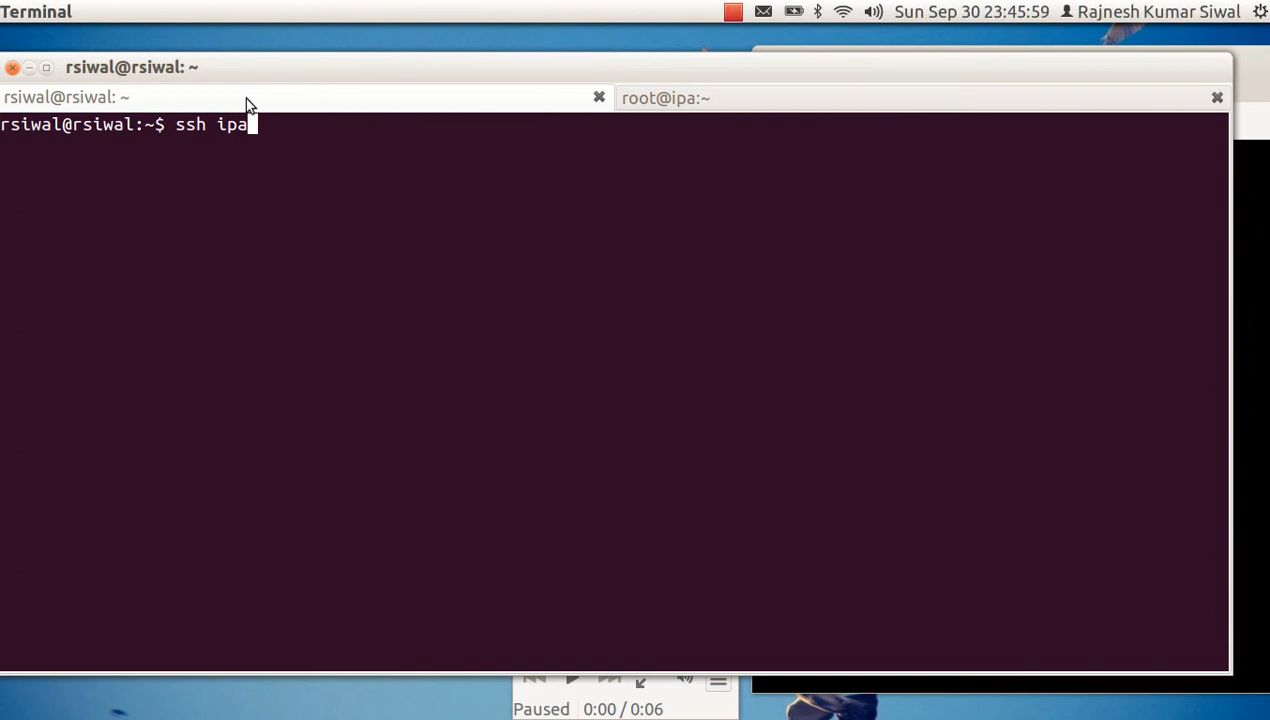 Terminal
Sun Sep 30 23:45:59 Rajnesh Kumar Siwal
rsiwal@rsiwal: ~
rsiwal@rsiwal: ~
root@ipa:~
rsiwal@rsiwal:~$ ssh ipa
Paused 0:00 / 0:06